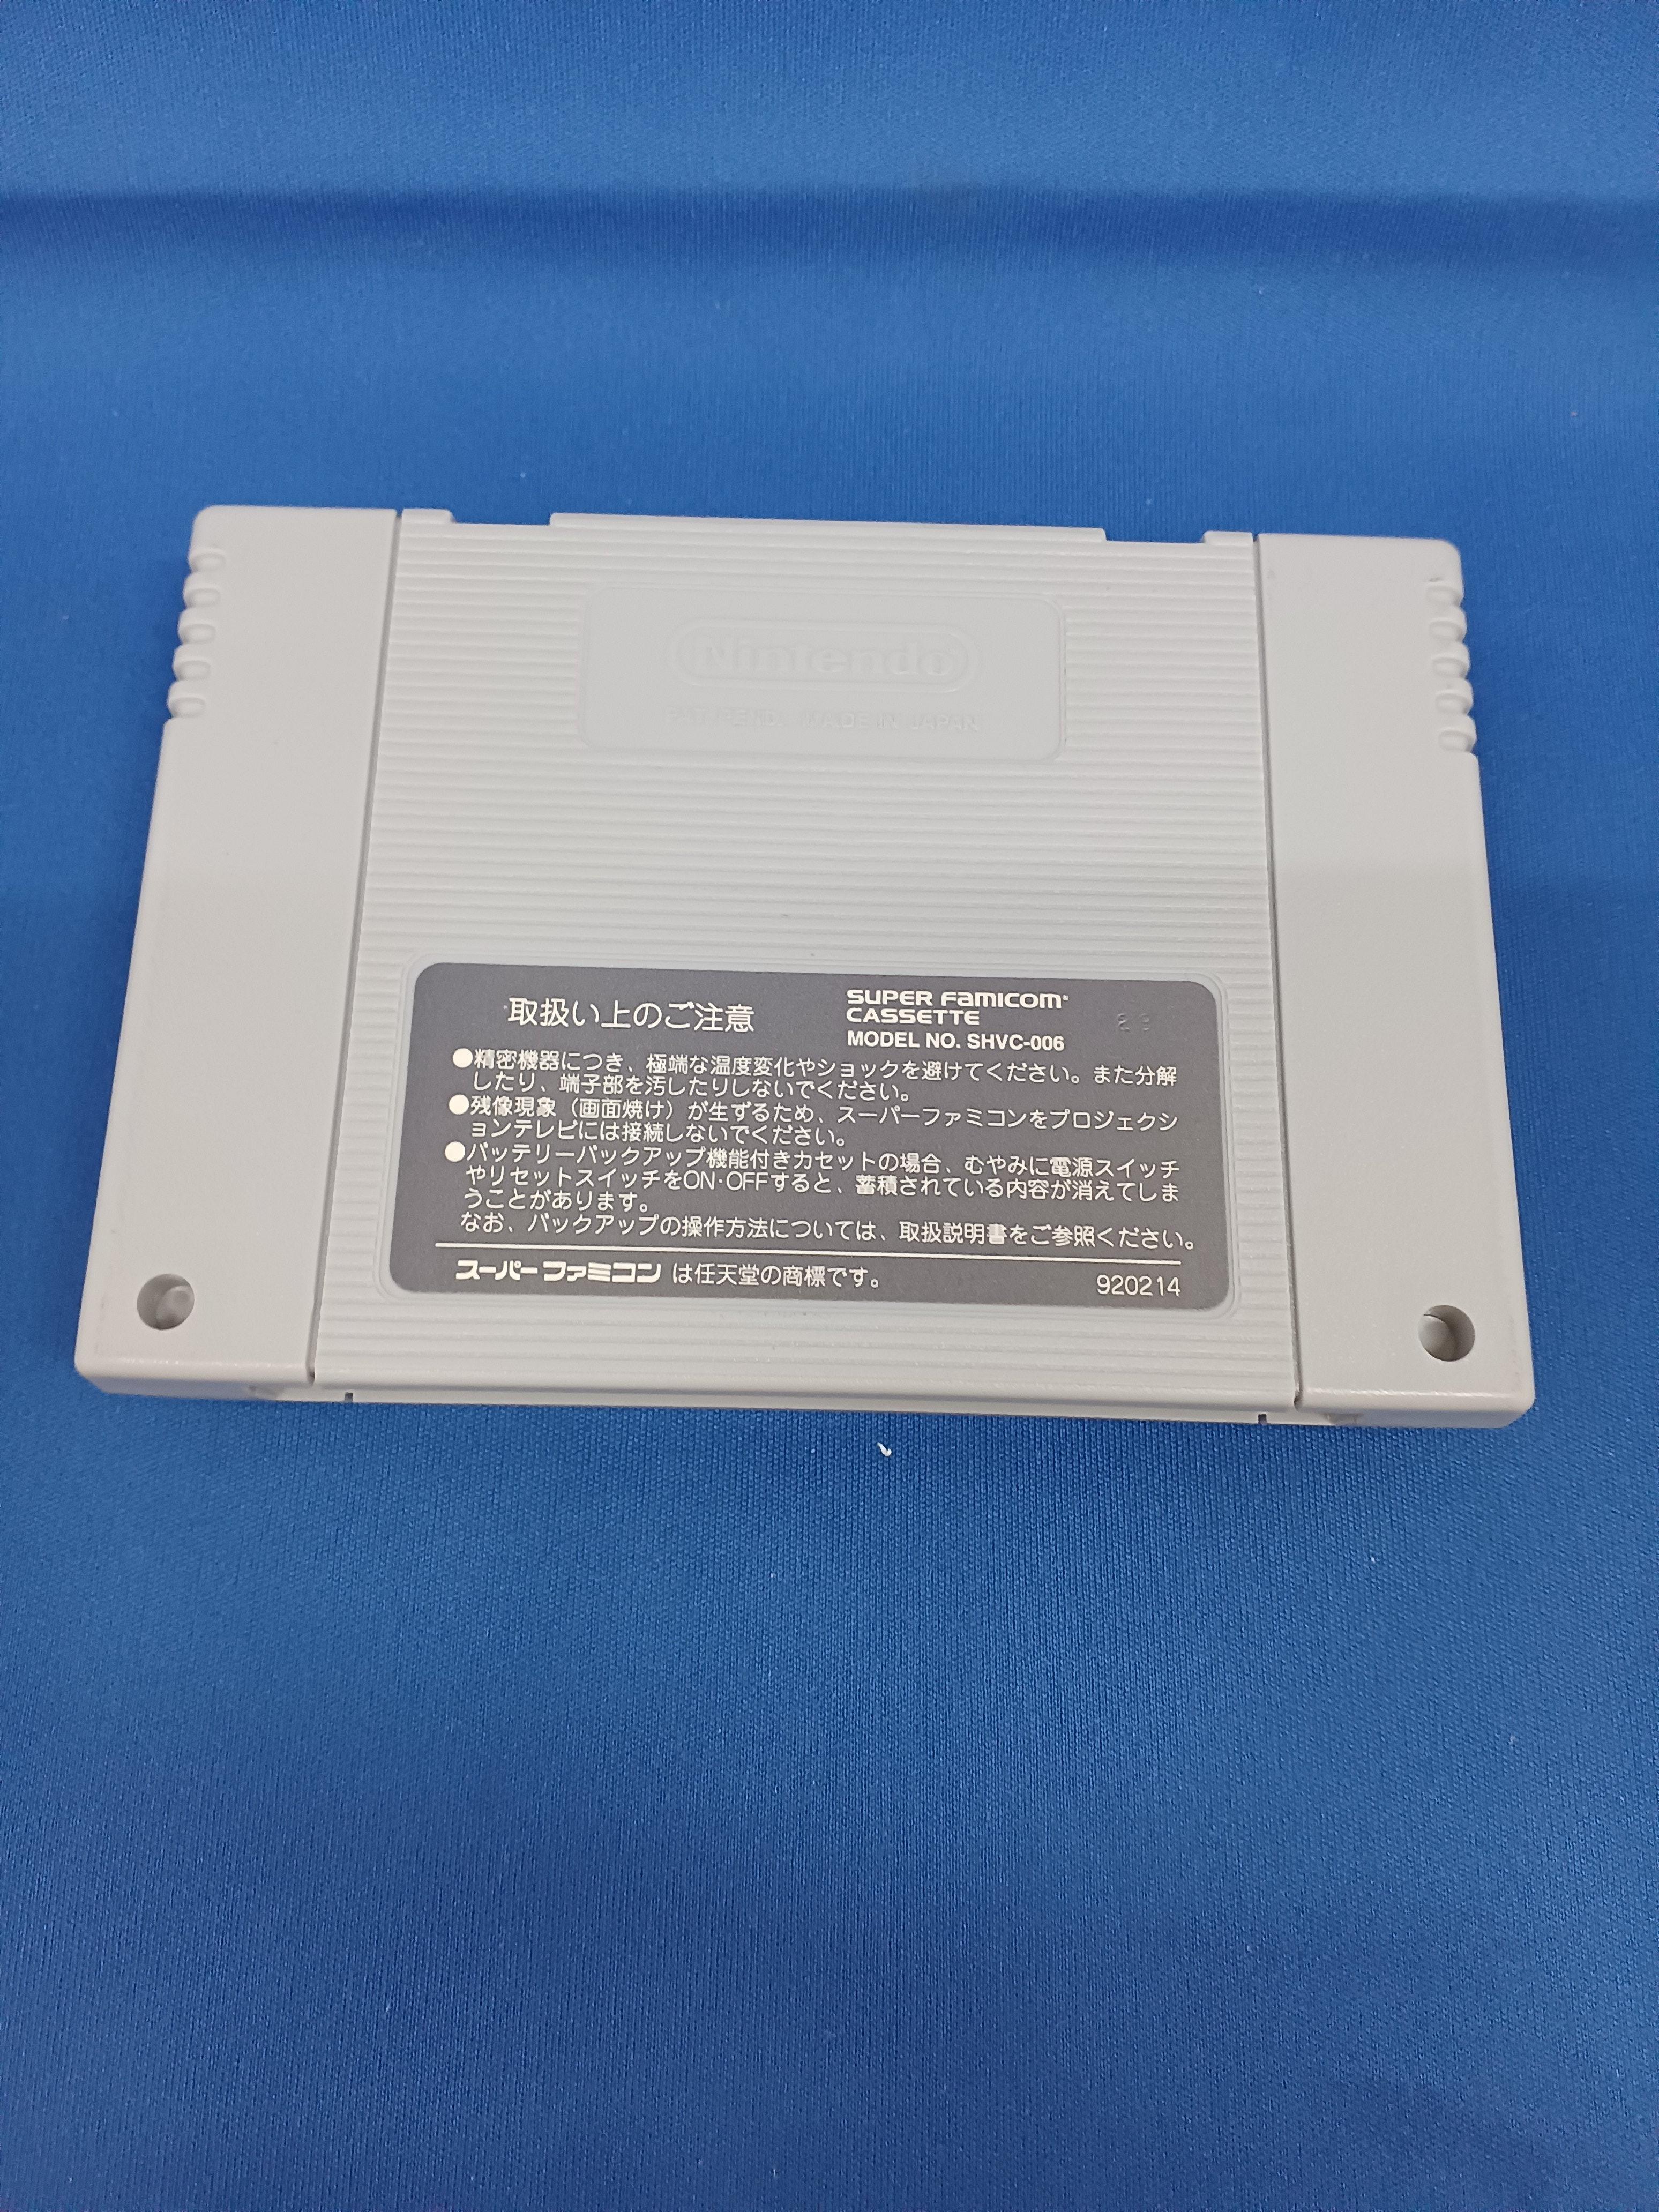 Nintendo
PAT. PEND. MADE IN JAPAN
取扱い上のご注意
SUPER FAMICOM
CASSETTE
MODEL NO. SHVC-006
●精密機器につき、極端な温度変化やショックを避けてください。また分解
したり、端子部を汚したりしないでください。
●残像現象（画面焼け）が生ずるため、スーパーファミコンをプロジェクシ
ョンテレビには接続しないでください。
●バッテリーバックアップ機能付きカセットの場合、むやみに電源スイッチ
やリセットスイッチをON·OFFすると、蓄積されている内容が消えてしま
うことがあります。
なお、バックアップの操作方法については、取扱説明書をご参照ください。
スーパーファミコン は任天堂の商標です。
920214